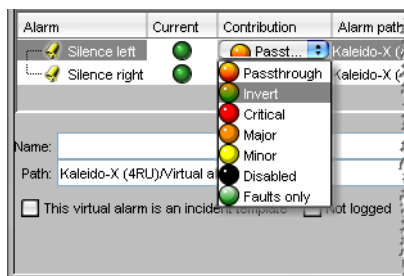 Alarm Current Contribution Alarm path
Silence left Passt... Kaleido-X (
Silence right Passthrough Kaleido-X (
Invert
Critical
Major
Name: Minor
Path: Kaleido-X (4RU)/Virtual a Disabled
Faults only
This virtual alarm is an incident template Not logged